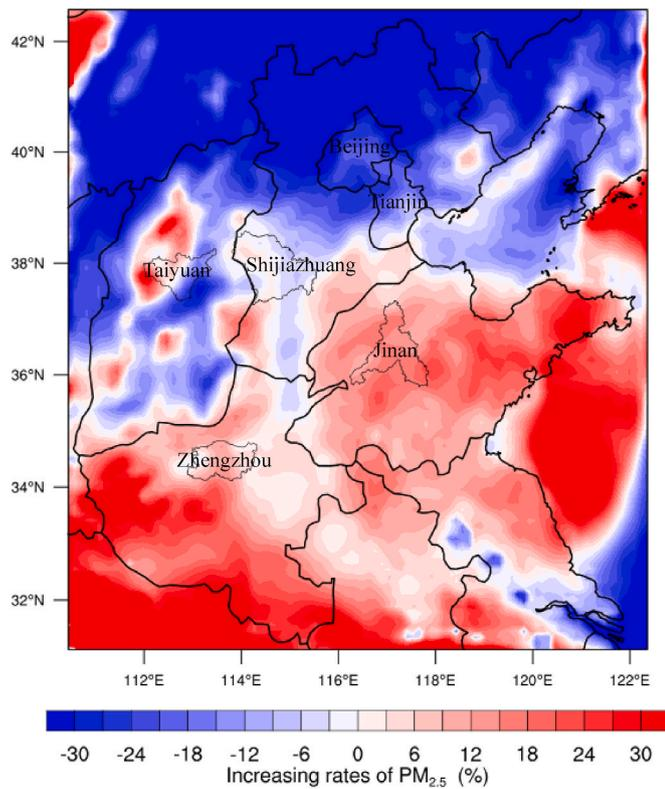 42°N
40°N
38°N
36°N
34°N
32°N
Beijing
Tianjin
Taiyuan
Shijiazhuang
Jinan
Zhengzhou
112°E 114°E 116°E 118°E 120°E 122°E
-30 -24 -18 -12 -6 0 6 12 18 24 30
Increasing rates of PM2.5 (%)